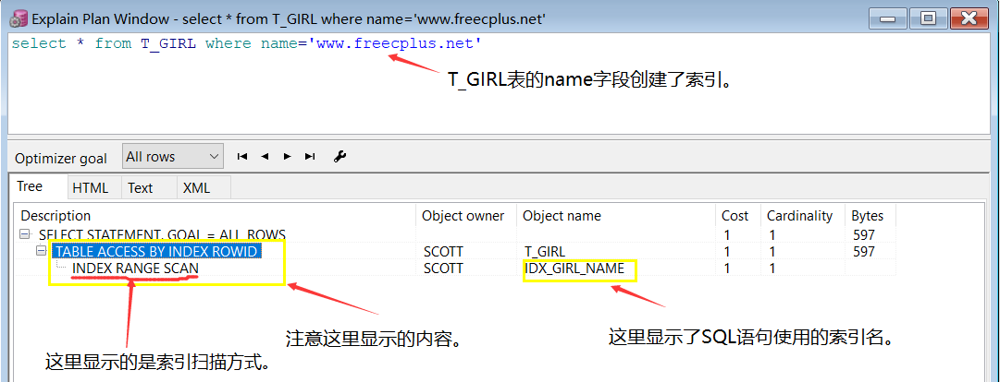 Explain Plan Window - select * from T_GIRL where name='www.freecplus.net'
select * from T_GIRL where name='www.freecplus.net'
T_GIRL表的name字段创建了索引。
Optimizer goal All rows
Tree HTML Text XML
Description Object owner Object name Cost Cardinality Bytes
SELECT STATEMENT, GOAL = ALL_ROWS 1 1 597
TABLE ACCESS BY INDEX ROWID SCOTT T_GIRL 1 1 597
INDEX RANGE SCAN SCOTT IDX_GIRL_NAME 1 1
注意这里显示的内容。
这里显示了SQL语句使用的索引名。
这里显示的是索引扫描方式。